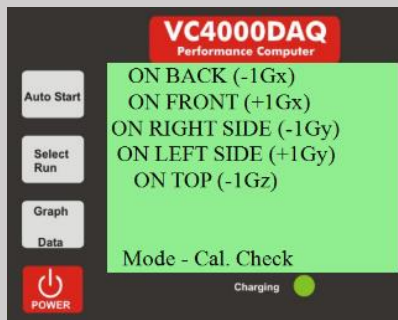 VC4000DAQ
Performance Computer
Auto Start
Select
Run
Graph
Data
POWER
ON BACK (-1Gx)
ON FRONT (+1Gx)
ON RIGHT SIDE (-1Gy)
ON LEFT SIDE (+1Gy)
ON TOP (-1Gz)
Mode - Cal. Check
Charging